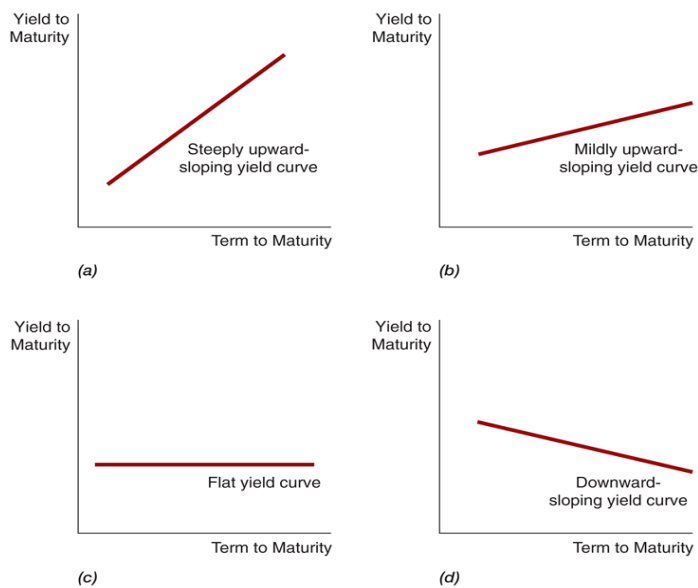 Yield to
Maturity
Steeply upward-
sloping yield curve
Term to Maturity
(a)
Yield to
Maturity
Mildly upward-
sloping yield curve
Term to Maturity
(b)
Yield to
Maturity
Flat yield curve
Term to Maturity
(c)
Yield to
Maturity
Downward-
sloping yield curve
Term to Maturity
(d)